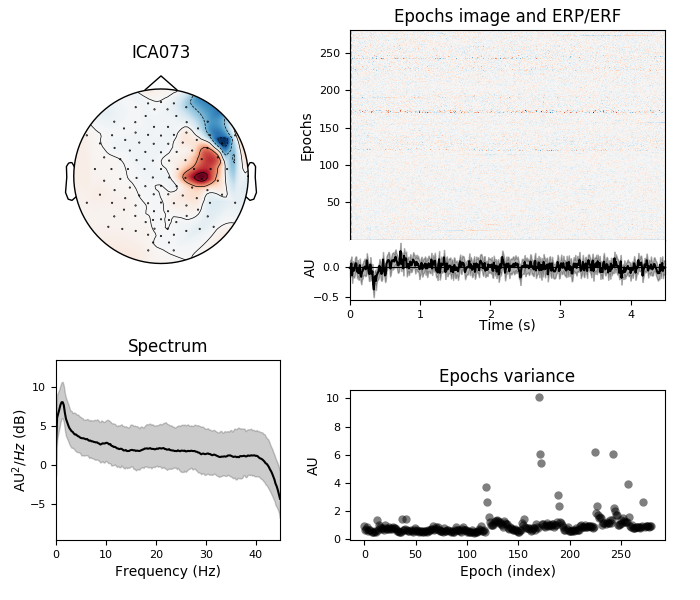 ICA073
Epochs image and ERP/ERF
Epochs
250
200
150
100
50
AU
0.0
−0.5
0 1 2 3 4
Time (s)
Spectrum
AU²/Hz (dB)
10
5
0
−5
0 10 20 30 40
Frequency (Hz)
Epochs variance
AU
10
8
6
4
2
0
0 50 100 150 200 250
Epoch (index)